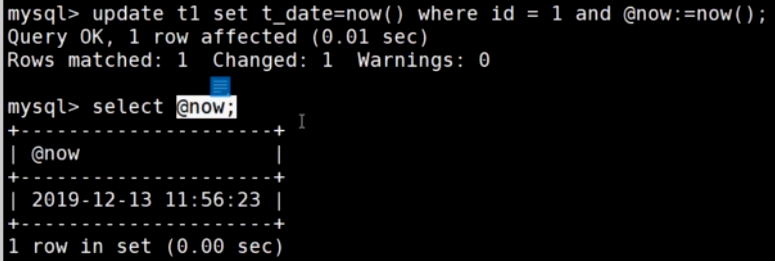 mysql> update t1 set t_date=now() where id = 1 and @now:=now();
Query OK, 1 row affected (0.01 sec)
Rows matched: 1  Changed: 1  Warnings: 0
mysql> select @now;
+---------------------+
| @now                |
+---------------------+
| 2019-12-13 11:56:23 |
+---------------------+
1 row in set (0.00 sec)